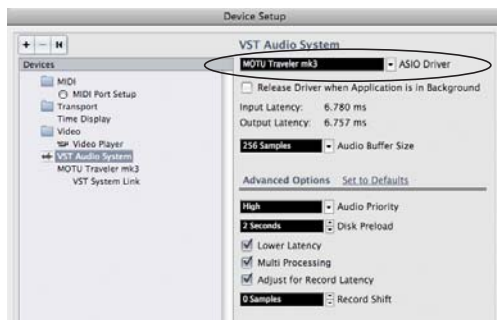 Device Setup
+ - H
Devices
MIDI
MIDI Port Setup
Transport
Time Display
Video
Video Player
VST Audio System
MOTU Traveler mk3
VST System Link
VST Audio System
MOTU Traveler mk3 ASIO Driver
Release Driver when Application is in Background
Input Latency: 6.780 ms
Output Latency: 6.757 ms
256 Samples Audio Buffer Size
Advanced Options Set to Defaults
High Audio Priority
2 Seconds Disk Preload
Lower Latency
Multi Processing
Adjust for Record Latency
0 Samples Record Shift